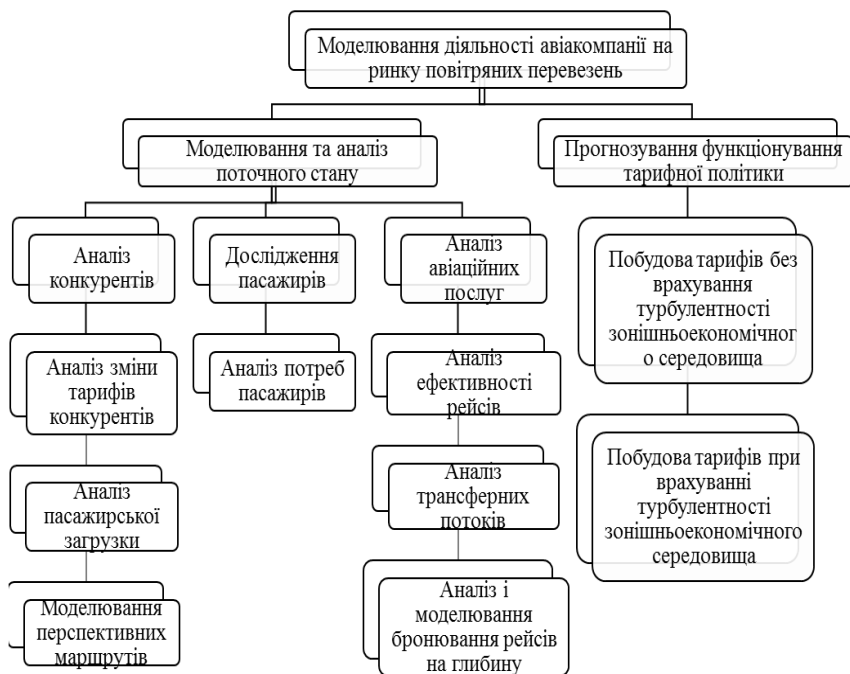 Моделювання діяльності авіакомпанії на
ринку повітряних перевезень
Моделювання та аналіз
поточного стану
Прогнозування функціонування
тарифної політики
Аналіз
конкурентів
Дослідження
пасажирів
Аналіз
авіаційних
послуг
Побудова тарифів без
врахування
турбулентності
зонішньоекономічног
о середовища
Аналіз зміни
тарифів
конкурентів
Аналіз потреб
пасажирів
Аналіз
ефективності
рейсів
Побудова тарифів при
врахуванні
турбулентності
зонішньоекономічного
середовища
Аналіз
пасажирської
загрузки
Аналіз
трансферних
потоків
Моделювання
перспективних
маршрутів
Аналіз і
моделювання
бронювання рейсів
на глибину